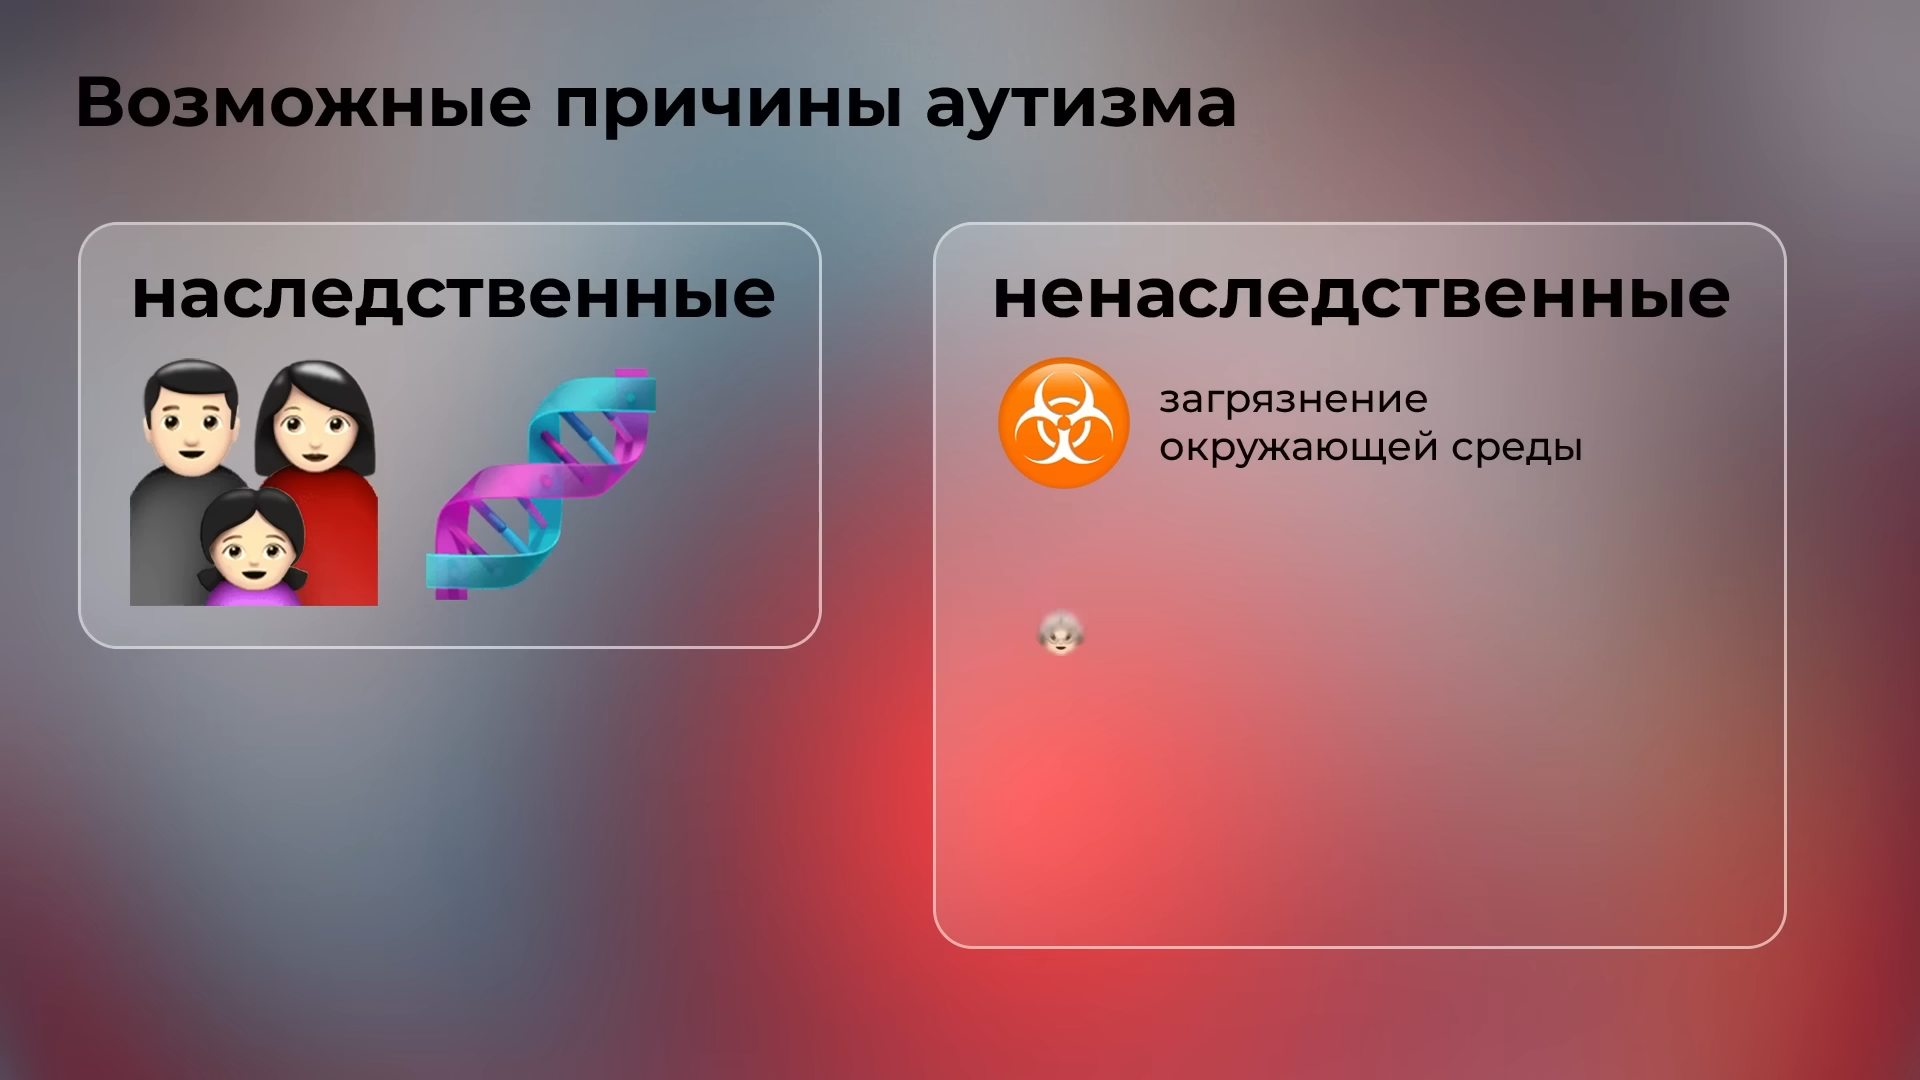 Возможные причины аутизма
наследственные
ненаследственные
загрязнение
окружающей среды